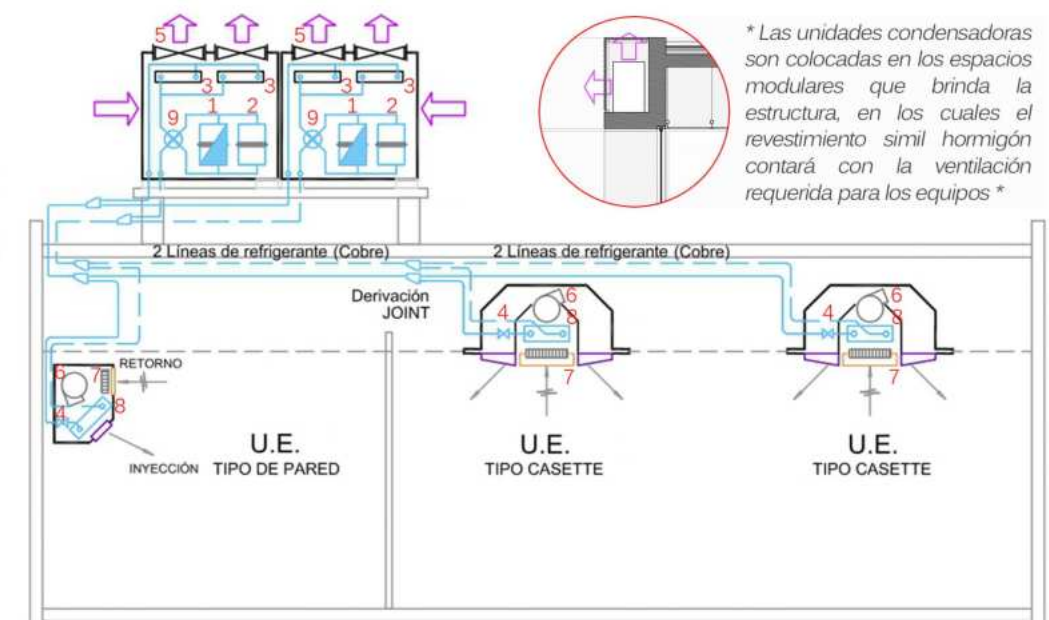 5
5
* Las unidades condensadoras
son colocadas en los espacios
modulares que brinda la
estructura, en los cuales el
revestimiento simil hormigón
contará con la ventilación
requerida para los equipos *
3
3
3
3
9
1
2
9
1
2
2 Líneas de refrigerante (Cobre)
2 Líneas de refrigerante (Cobre)
Derivación
JOINT
6
4
8
7
6
4
8
7
RETORNO
6
7
4
8
INYECCIÓN
U.E.
TIPO DE PARED
U.E.
TIPO CASETTE
U.E.
TIPO CASETTE